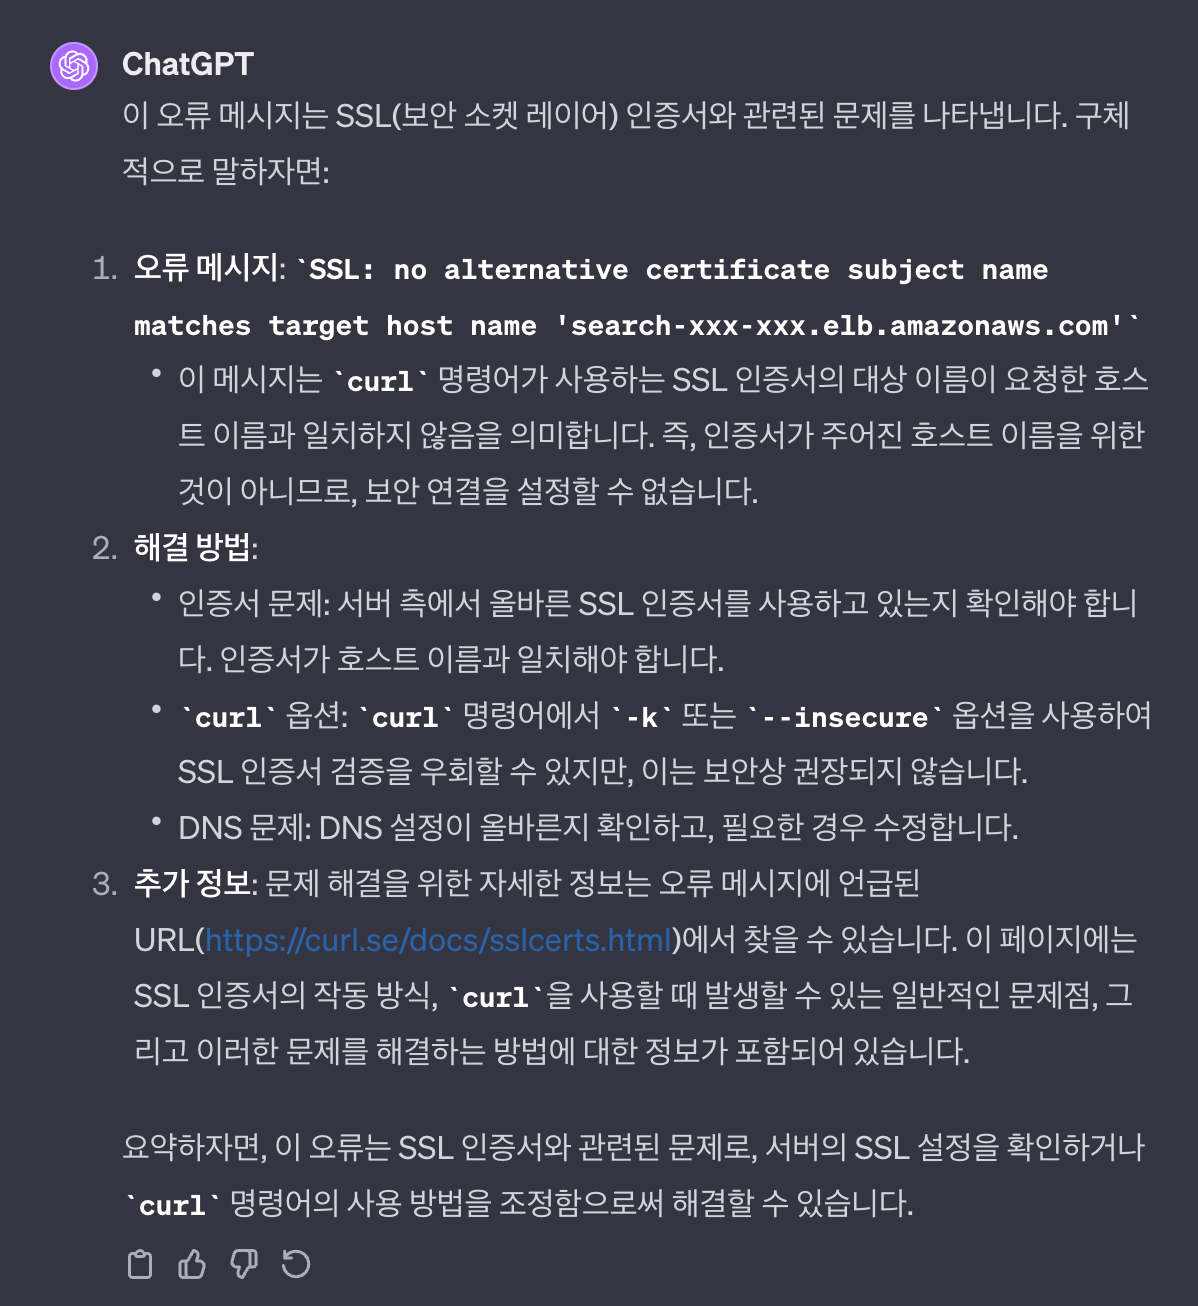 ChatGPT
이 오류 메시지는 SSL(보안 소켓 레이어) 인증서와 관련된 문제를 나타냅니다. 구체
적으로 말하자면:
1. 오류 메시지: `SSL: no alternative certificate subject name
matches target host name 'search-xxx-xxx.elb.amazonaws.com'`
• 이 메시지는 `curl` 명령어가 사용하는 SSL 인증서의 대상 이름이 요청한 호스
트 이름과 일치하지 않음을 의미합니다. 즉, 인증서가 주어진 호스트 이름을 위한
것이 아니므로, 보안 연결을 설정할 수 없습니다.
2. 해결 방법:
• 인증서 문제: 서버 측에서 올바른 SSL 인증서를 사용하고 있는지 확인해야 합니
다. 인증서가 호스트 이름과 일치해야 합니다.
• `curl` 옵션: `curl` 명령어에서 `-k` 또는 `--insecure` 옵션을 사용하여
SSL 인증서 검증을 우회할 수 있지만, 이는 보안상 권장되지 않습니다.
• DNS 문제: DNS 설정이 올바른지 확인하고, 필요한 경우 수정합니다.
3. 추가 정보: 문제 해결을 위한 자세한 정보는 오류 메시지에 언급된
URL(https://curl.se/docs/sslcerts.html)에서 찾을 수 있습니다. 이 페이지에는
SSL 인증서의 작동 방식, `curl`을 사용할 때 발생할 수 있는 일반적인 문제점, 그
리고 이러한 문제를 해결하는 방법에 대한 정보가 포함되어 있습니다.
요약하자면, 이 오류는 SSL 인증서와 관련된 문제로, 서버의 SSL 설정을 확인하거나
`curl` 명령어의 사용 방법을 조정함으로써 해결할 수 있습니다.